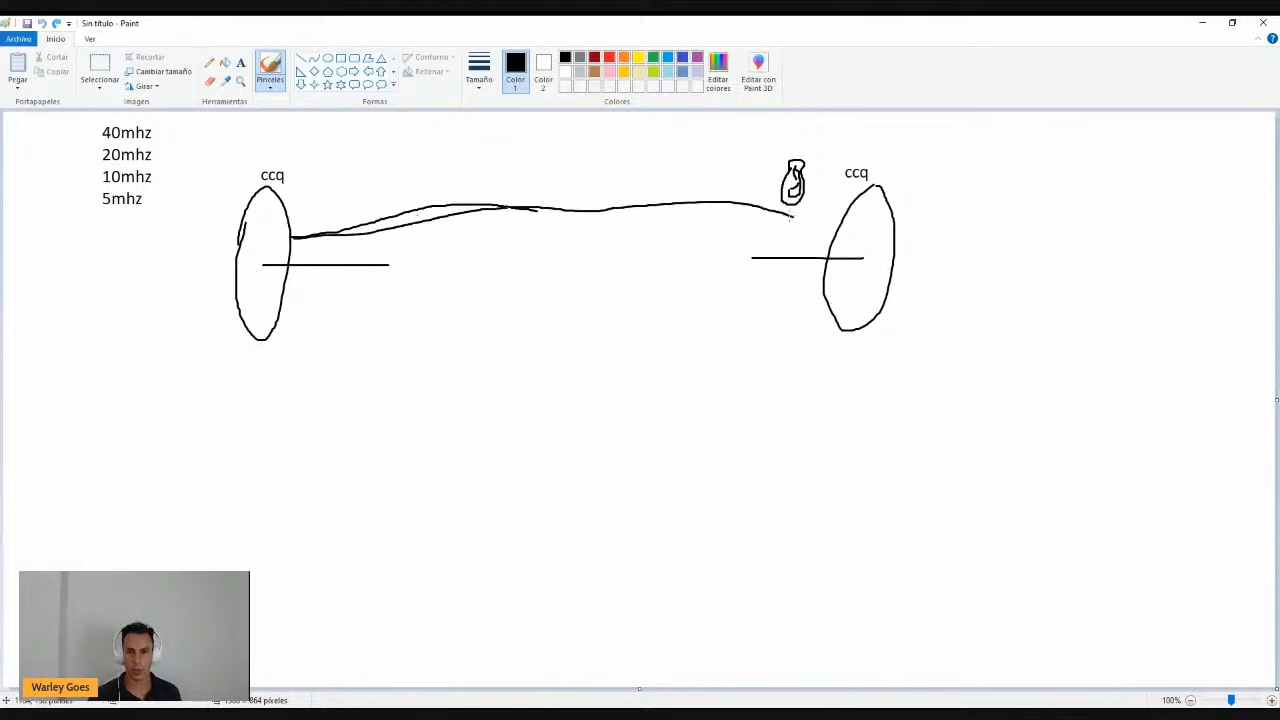 Sin título - Paint
Archivo
Inicio
Ver
Pegar
Cortar
Copiar
Portapapeles
Seleccionar
Recortar
Cambiar tamaño
Girar
Imagen
Herramientas
Pinceles
Contorno
Rellenar
Formas
Tamaño
Color 1
Color 2
Editar colores
Editar con Paint 3D
Colores
40mhz
20mhz
10mhz
5mhz
ccq
ccq
Warley Goes
100%